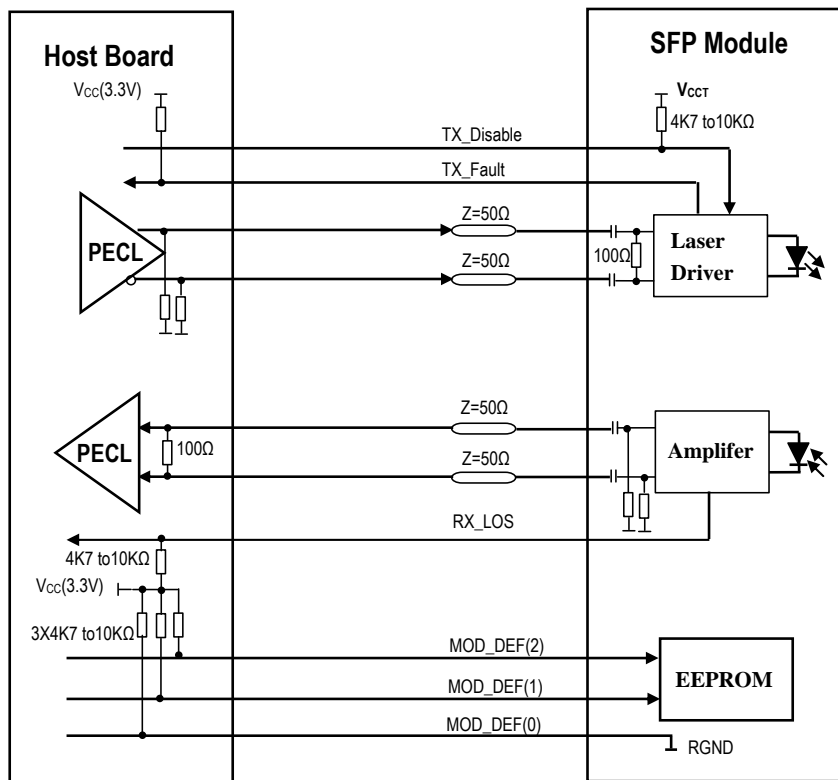 Host Board
SFP Module
VCC(3.3V)
VCCT
4K7 to10KΩ
TX_Disable
TX_Fault
Z=50Ω
PECL
100Ω
Laser
Driver
Z=50Ω
Z=50Ω
PECL
100Ω
Amplifer
Z=50Ω
RX_LOS
4K7 to10KΩ
VCC(3.3V)
3X4K7 to10KΩ
MOD_DEF(2)
EEPROM
MOD_DEF(1)
MOD_DEF(0)
RGND